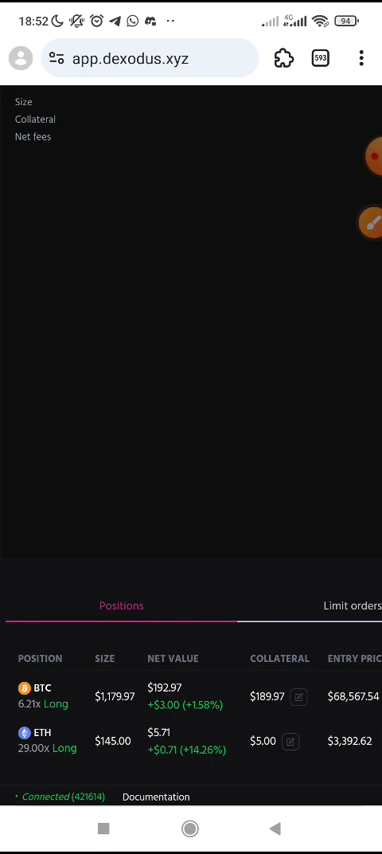 18:52 4G 94
app.dexodus.xyz 593
Size
Collateral
Net fees
Positions Limit orders
POSITION SIZE NET VALUE COLLATERAL ENTRY PRIC
BTC $1,179.97 $192.97 $189.97 $68,567.54
6.21x Long +$3.00 (+1.58%)
ETH $145.00 $5.71 $5.00 $3,392.62
29.00x Long +$0.71 (+14.26%)
• Connected (421614) Documentation